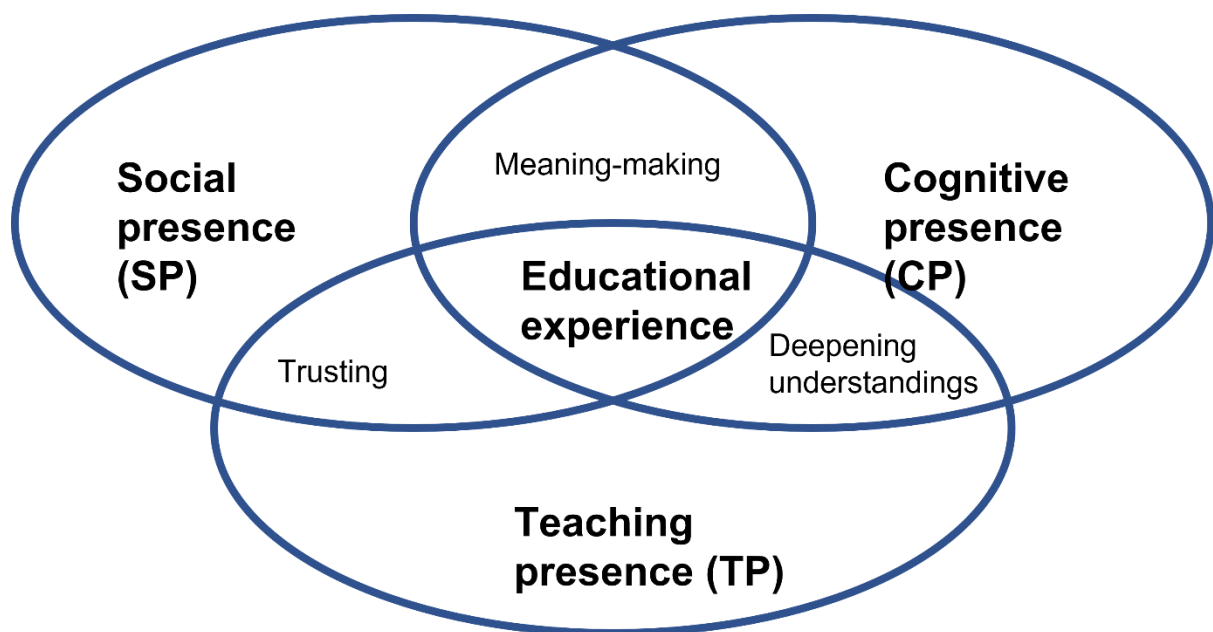 Social
presence
(SP)
Meaning-making
Cognitive
presence
(CP)
Educational
experience
Trusting
Deepening
understandings
Teaching
presence (TP)